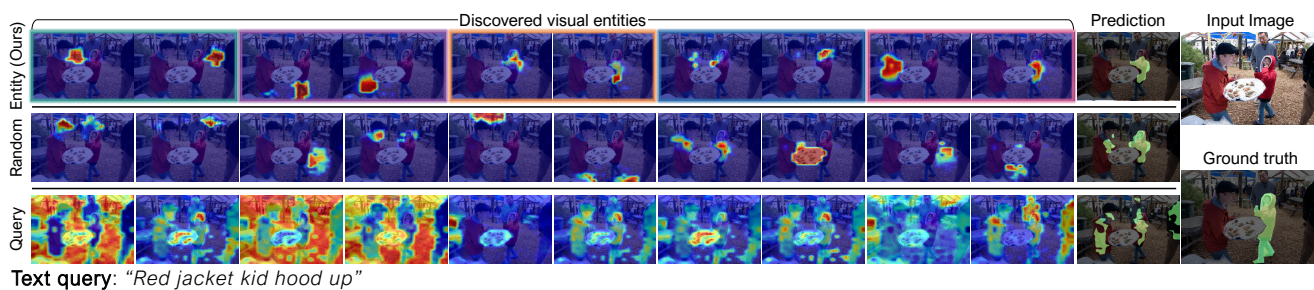 Discovered visual entities
Prediction
Input Image
Entity (Ours)
Random
Ground truth
Query
Text query: "Red jacket kid hood up"